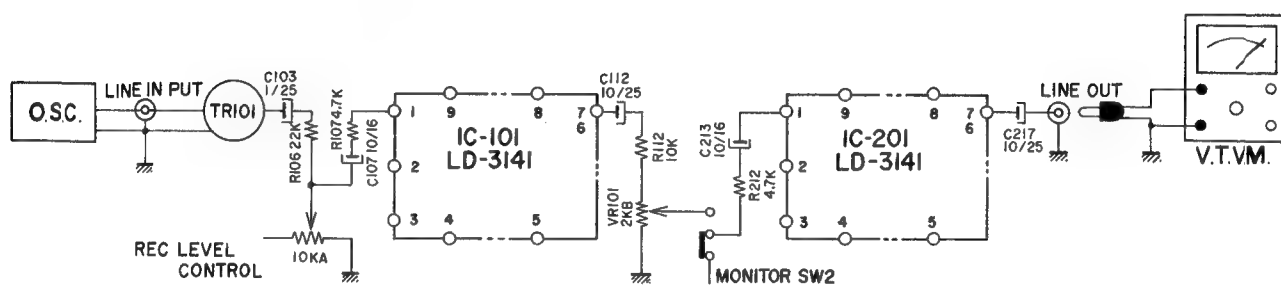 O.S.C.
LINE IN PUT
TR101
C103
1/25
R106 22K
R107 4.7K
C107 10/16
REC LEVEL
CONTROL
10KA
1
9
8
7
6
IC-101
LD-3141
2
3
4
5
C112
10/25
R112
10K
VR101
2KB
MONITOR SW2
C213
10/16
R212
4.7K
1
9
8
7
6
IC-201
LD-3141
2
3
4
5
C217
10/25
LINE OUT
V.T.V.M.